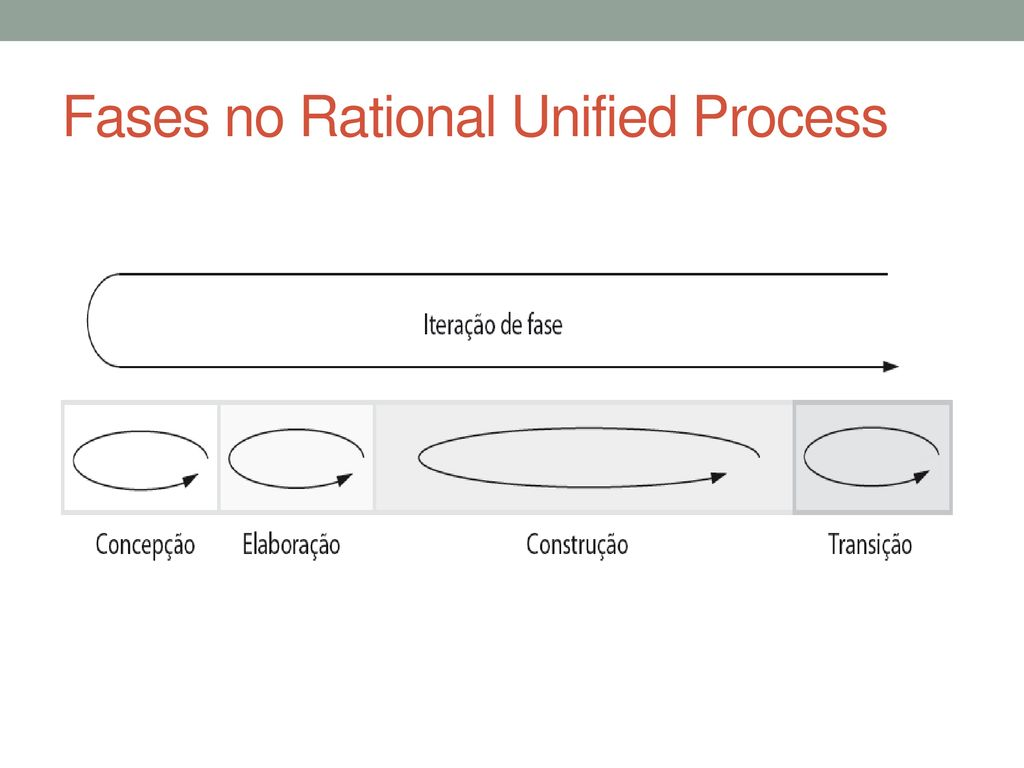 Fases no Rational Unified Process
Iteração de fase
Concepção Elaboração Construção Transição